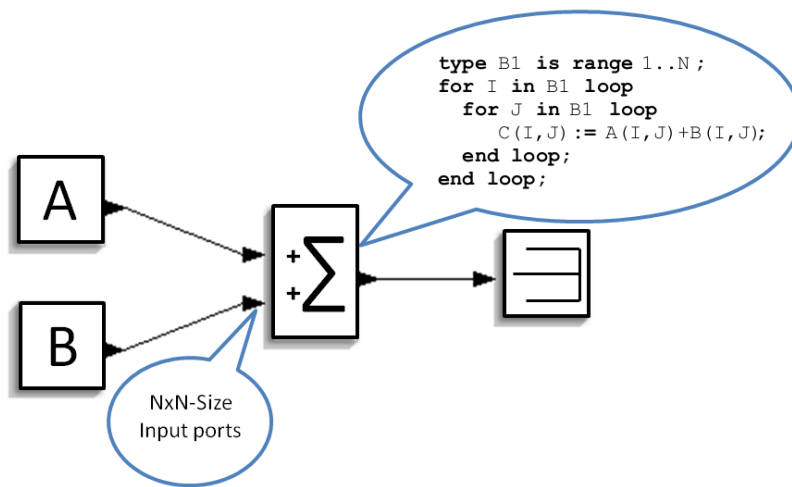 type B1 is range 1..N ;
for I in B1 loop
for J in B1 loop
C(I,J) := A(I,J)+B(I,J);
end loop;
end loop;
A
+
+
Σ
B
NxN-Size
Input ports